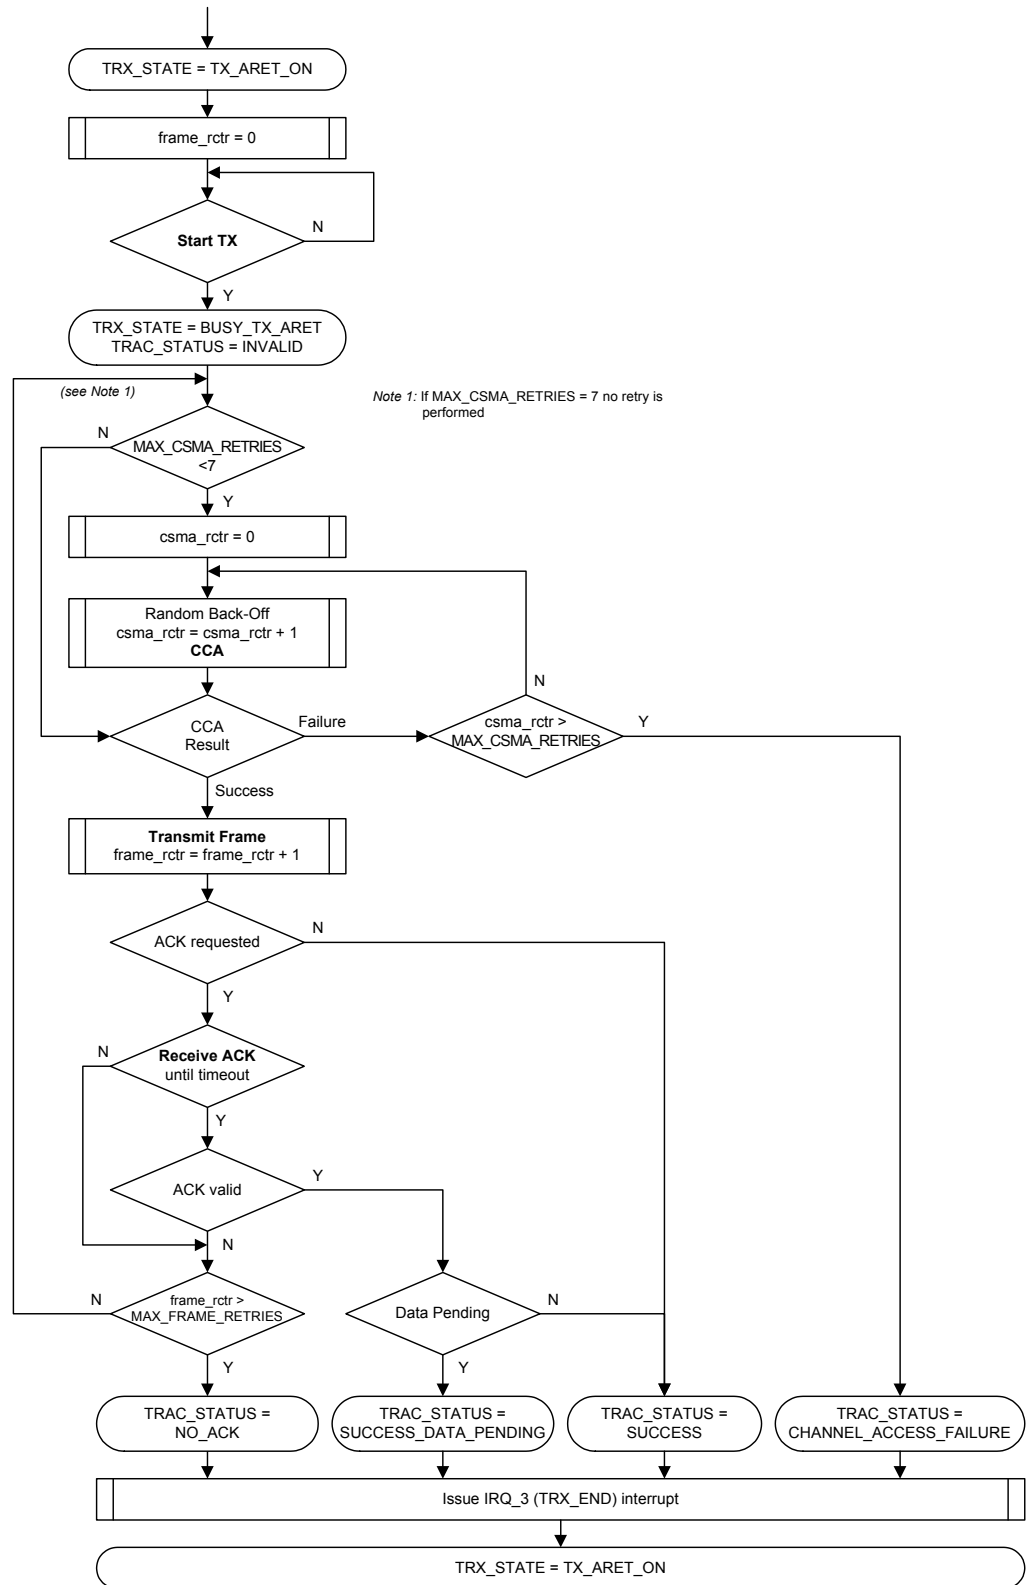 TRX_STATE = TX_ARET_ON
frame_rctr = 0
N
Start TX
Y
TRX_STATE = BUSY_TX_ARET
TRAC_STATUS = INVALID
(see Note 1)
Note 1: If MAX_CSMA_RETRIES = 7 no retry is
performed
N
MAX_CSMA_RETRIES
<7
Y
csma_rctr = 0
Random Back-Off
csma_rctr = csma_rctr + 1
CCA
N
CCA
Result
Failure
csma_rctr >
MAX_CSMA_RETRIES
Y
Success
Transmit Frame
frame_rctr = frame_rctr + 1
ACK requested
N
Y
N
Receive ACK
until timeout
Y
ACK valid
Y
N
N
frame_rctr >
MAX_FRAME_RETRIES
Data Pending
N
Y
Y
TRAC_STATUS =
NO_ACK
TRAC_STATUS =
SUCCESS_DATA_PENDING
TRAC_STATUS =
SUCCESS
TRAC_STATUS =
CHANNEL_ACCESS_FAILURE
Issue IRQ_3 (TRX_END) interrupt
TRX_STATE = TX_ARET_ON